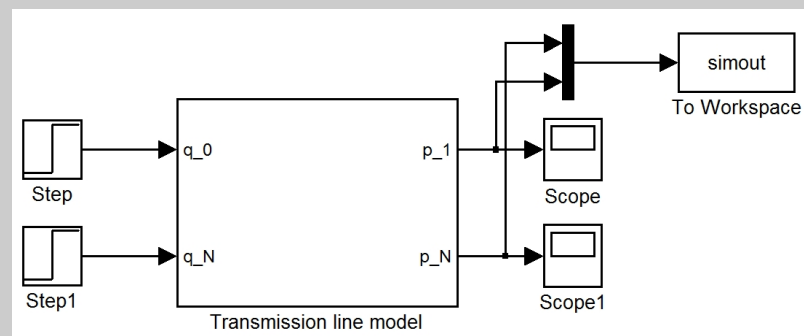 simout
To Workspace
q_0
p_1
Step
Scope
q_N
p_N
Step1
Scope1
Transmission line model